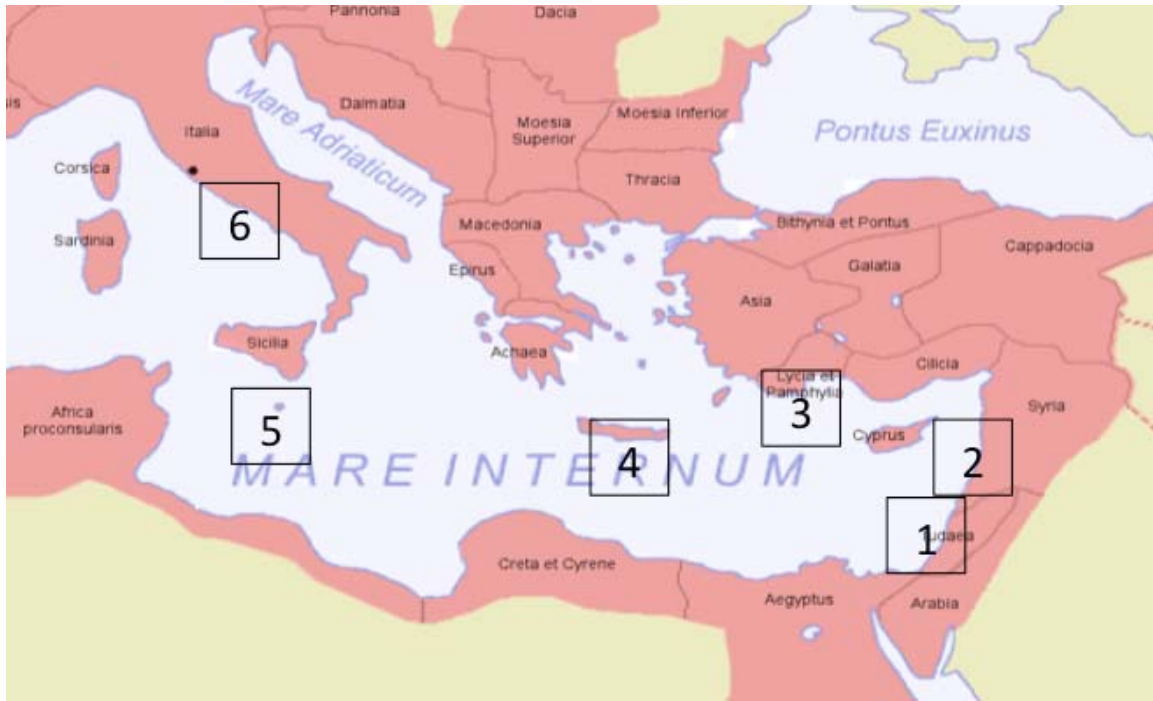 Pannonia
Dacia
sis
Italia
Mare Adriaticum
Dalmatia
Moesia
Superior
Moesia Inferior
Pontus Euxinus
Corsica
Thracia
Sardinia
6
Macedonia
Bithynia et Pontus
Cappadocia
Epirus
Galatia
Asia
Sicilia
Achaea
Cilicia
Lycia et
Pamphylia
Africa
proconsularis
5
3
Syria
Cyprus
4
2
MARE INTERNUM
1
Iudaea
Creta et Cyrene
Aegyptus
Arabia